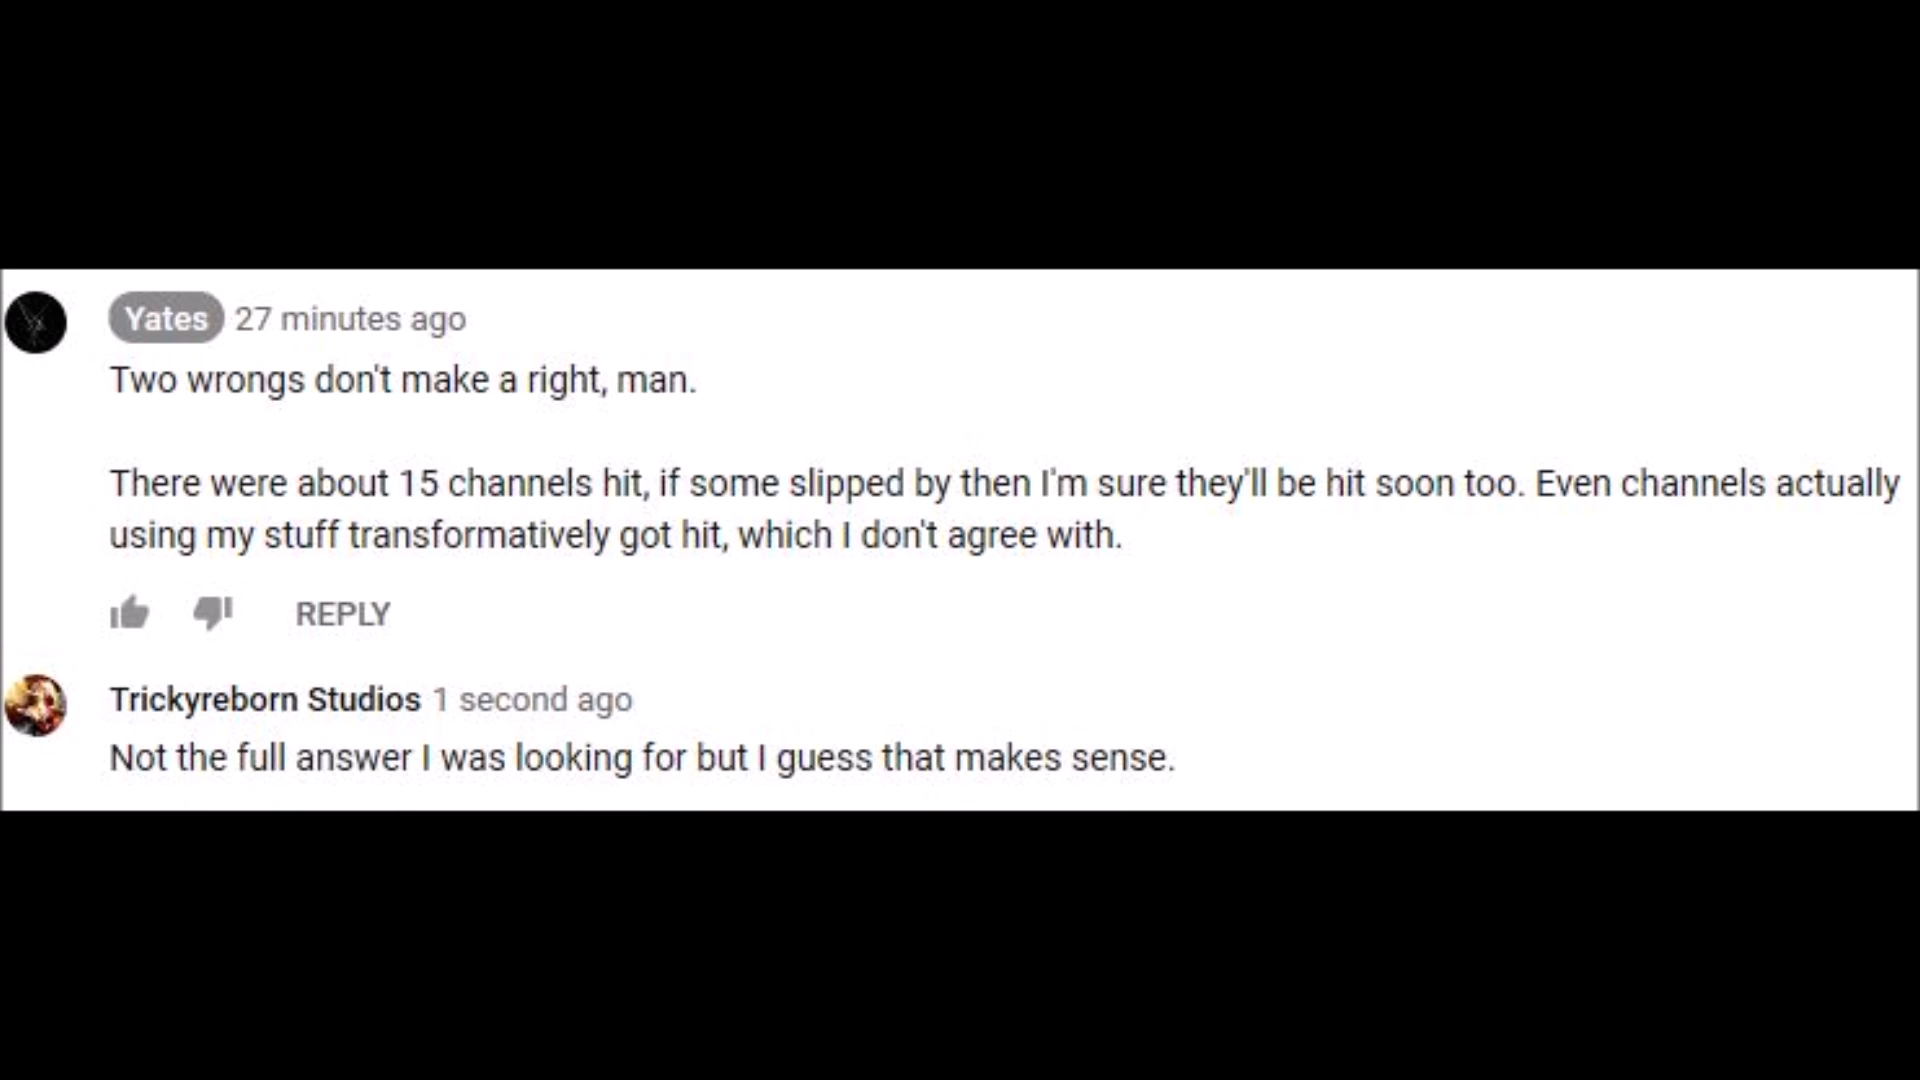 Yates 27 minutes ago
Two wrongs don't make a right, man.
There were about 15 channels hit, if some slipped by then I'm sure they'll be hit soon too. Even channels actually
using my stuff transformatively got hit, which I don't agree with.
REPLY
Trickyreborn Studios 1 second ago
Not the full answer I was looking for but I guess that makes sense.